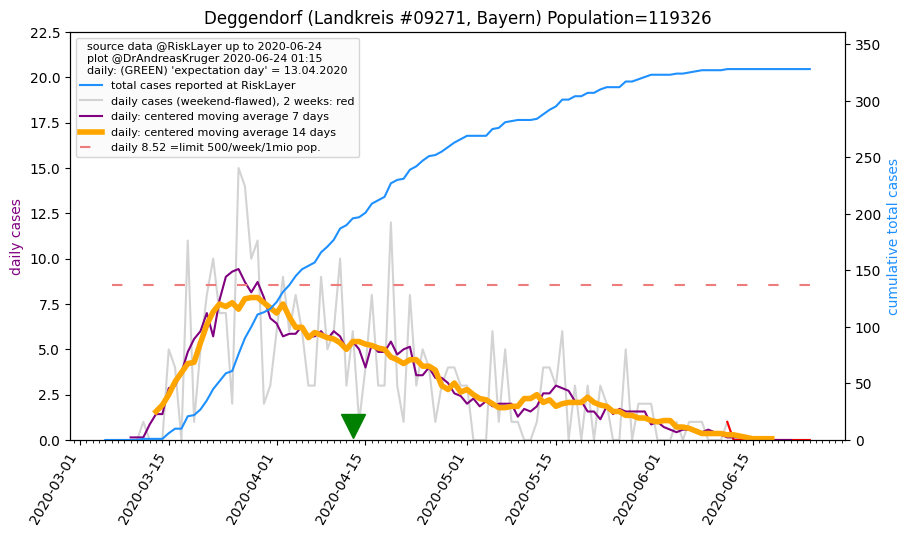 Deggendorf (Landkreis #09271, Bayern) Population=119326
source data @RiskLayer up to 2020-06-24
plot @DrAndreasKruger 2020-06-24 01:15
daily: (GREEN) 'expectation day' = 13.04.2020
total cases reported at RiskLayer
daily cases (weekend-flawed), 2 weeks: red
daily: centered moving average 7 days
daily: centered moving average 14 days
daily 8.52 =limit 500/week/1mio pop.
daily cases
22.5
20.0
17.5
15.0
12.5
10.0
7.5
5.0
2.5
0.0
350
300
250
200
150
100
50
0
cumulative total cases
2020-03-01
2020-03-15
2020-04-01
2020-04-15
2020-05-01
2020-05-15
2020-06-01
2020-06-15